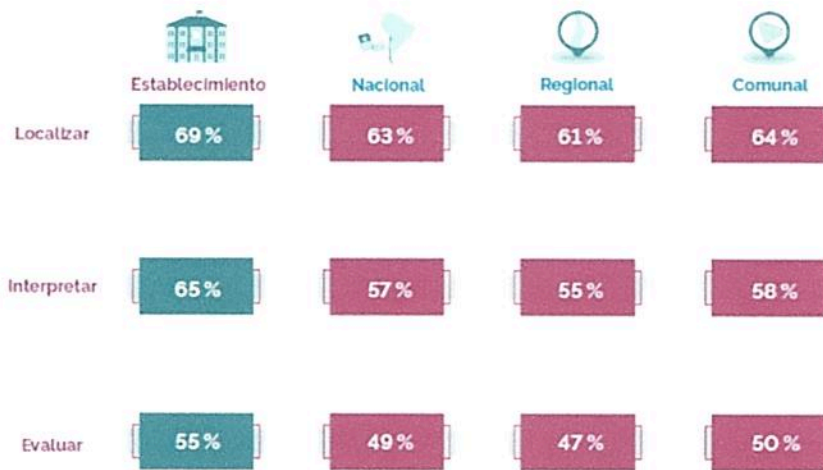 Establecimiento Nacional Regional Comunal
Localizar 69 % 63 % 61 % 64 %
Interpretar 65 % 57 % 55 % 58 %
Evaluar 55 % 49 % 47 % 50 %